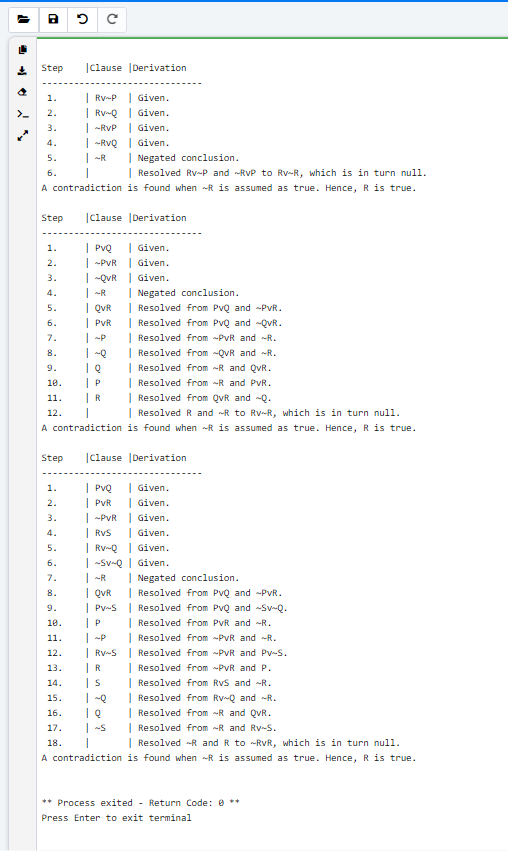 Step    |Clause |Derivation
------------------------------
 1.     | Rv~P  | Given.
 2.     | Rv~Q  | Given.
 3.     | ~RvP  | Given.
 4.     | ~RvQ  | Given.
 5.     | ~R    | Negated conclusion.
 6.     |       | Resolved Rv~P and ~RvP to Rv~R, which is in turn null.
A contradiction is found when ~R is assumed as true. Hence, R is true.

Step    |Clause |Derivation
------------------------------
 1.     | PvQ   | Given.
 2.     | ~PvR  | Given.
 3.     | ~QvR  | Given.
 4.     | ~R    | Negated conclusion.
 5.     | QvR   | Resolved from PvQ and ~PvR.
 6.     | PvR   | Resolved from PvQ and ~QvR.
 7.     | ~P    | Resolved from ~PvR and ~R.
 8.     | ~Q    | Resolved from ~QvR and ~R.
 9.     | Q     | Resolved from ~R and QvR.
 10.    | P     | Resolved from ~R and PvR.
 11.    | R     | Resolved from QvR and ~Q.
 12.    |       | Resolved R and ~R to Rv~R, which is in turn null.
A contradiction is found when ~R is assumed as true. Hence, R is true.

Step    |Clause |Derivation
------------------------------
 1.     | PvQ   | Given.
 2.     | PvR   | Given.
 3.     | ~PvR  | Given.
 4.     | RvS   | Given.
 5.     | Rv~Q  | Given.
 6.     | ~Sv~Q | Given.
 7.     | ~R    | Negated conclusion.
 8.     | QvR   | Resolved from PvQ and ~PvR.
 9.     | Pv~S  | Resolved from PvQ and ~Sv~Q.
 10.    | P     | Resolved from PvR and ~R.
 11.    | ~P    | Resolved from ~PvR and ~R.
 12.    | Rv~S  | Resolved from ~PvR and Pv~S.
 13.    | R     | Resolved from ~PvR and P.
 14.    | S     | Resolved from RvS and ~R.
 15.    | ~Q    | Resolved from Rv~Q and ~R.
 16.    | Q     | Resolved from ~R and QvR.
 17.    | ~S    | Resolved from ~R and Rv~S.
 18.    |       | Resolved ~R and R to ~RvR, which is in turn null.
A contradiction is found when ~R is assumed as true. Hence, R is true.

** Process exited - Return Code: 0 **
Press Enter to exit terminal